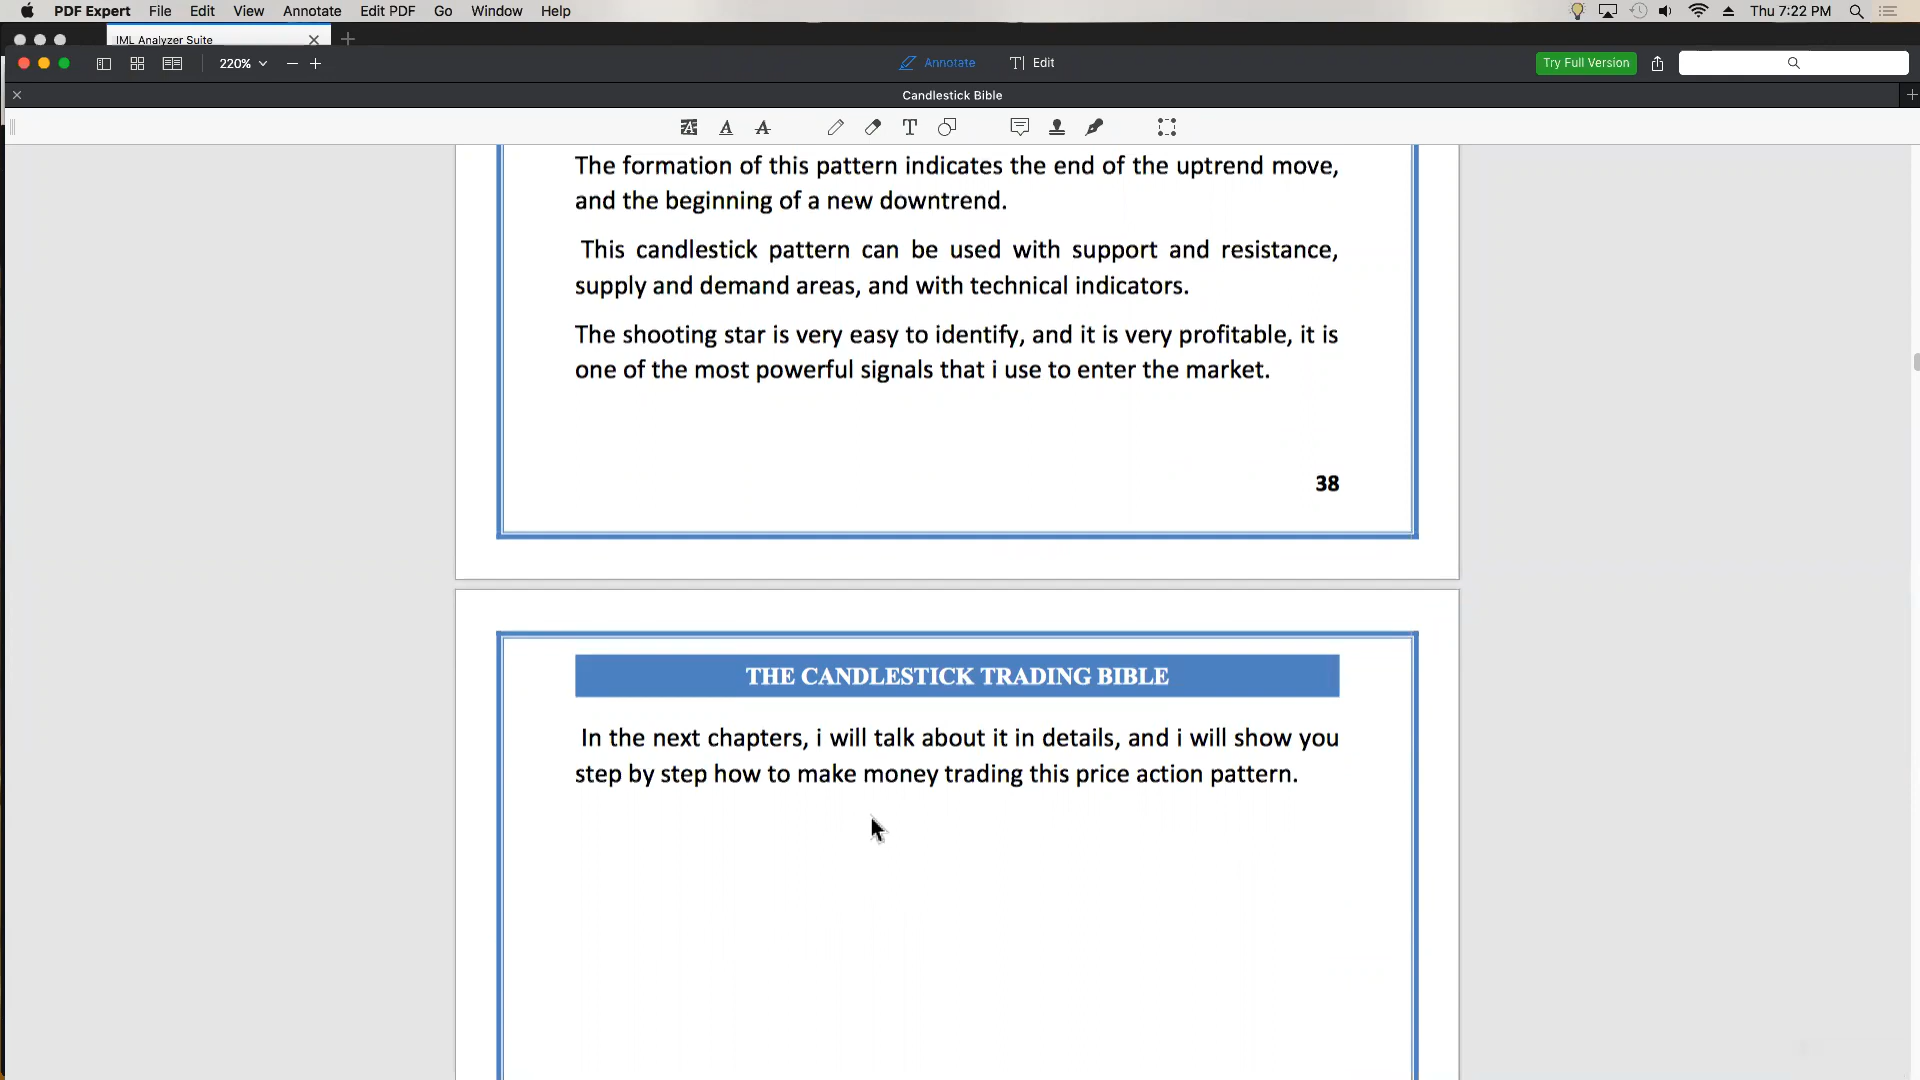 PDF Expert File Edit View Annotate Edit PDF Go Window Help Thu 7:22 PM
IML Analyzer Suite
220% Annotate Edit Try Full Version
Candlestick Bible
The formation of this pattern indicates the end of the uptrend move,
and the beginning of a new downtrend.
This candlestick pattern can be used with support and resistance,
supply and demand areas, and with technical indicators.
The shooting star is very easy to identify, and it is very profitable, it is
one of the most powerful signals that i use to enter the market.
38
THE CANDLESTICK TRADING BIBLE
In the next chapters, i will talk about it in details, and i will show you
step by step how to make money trading this price action pattern.